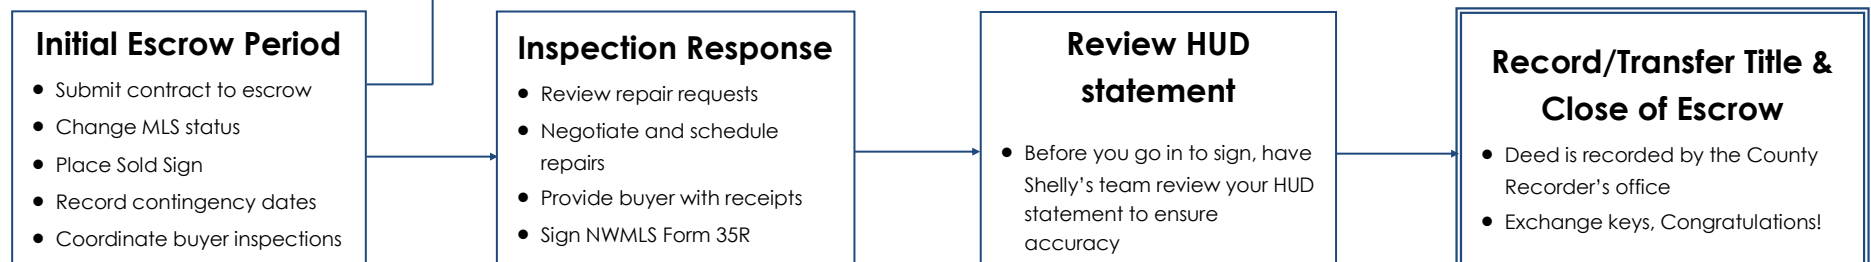 Initial Escrow Period
• Submit contract to escrow
• Change MLS status
• Place Sold Sign
• Record contingency dates
• Coordinate buyer inspections
Inspection Response
• Review repair requests
• Negotiate and schedule
repairs
• Provide buyer with receipts
• Sign NWMLS Form 35R
Review HUD
statement
• Before you go in to sign, have
Shelly’s team review your HUD
statement to ensure
accuracy
Record/Transfer Title &
Close of Escrow
• Deed is recorded by the County
Recorder’s office
• Exchange keys, Congratulations!